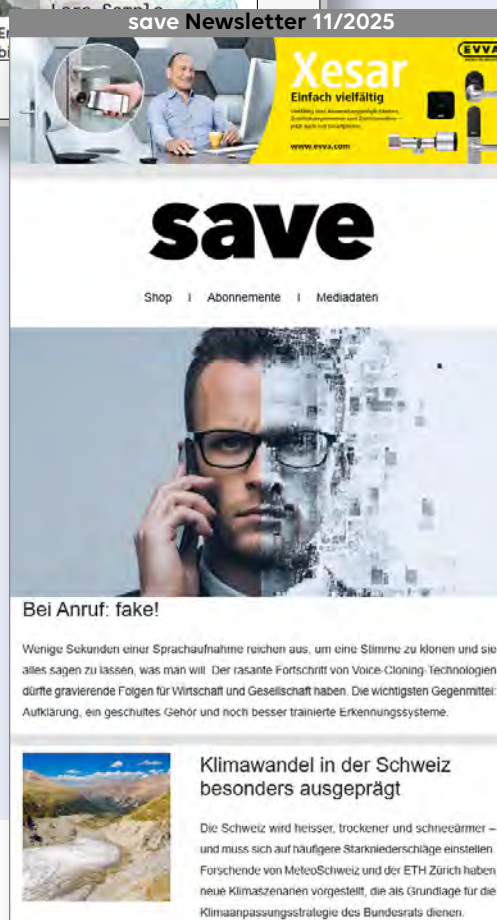 save Newsletter 11/2025
EVVA
Xesar
Einfach vielfältig
www.evva.com
save
Shop I Abonnemente I Mediadaten
Bei Anruf: fake!
Wenige Sekunden einer Sprachaufnahme reichen aus, um eine Stimme zu klonen und sie
alles sagen zu lassen, was man will. Der rasante Fortschritt von Voice-Cloning-Technologien
dürfte gravierende Folgen für Wirtschaft und Gesellschaft haben. Die wichtigsten Gegenmittel:
Aufklärung, ein geschultes Gehör und noch besser trainierte Erkennungssysteme.
Klimawandel in der Schweiz
besonders ausgeprägt
Die Schweiz wird heisser, trockener und schneeärmer –
und muss sich auf häufigere Starkniederschläge einstellen.
Forschende von MeteoSchweiz und der ETH Zürich haben
neue Klimaszenarien vorgestellt, die als Grundlage für die
Klimaanpassungsstrategie des Bundesrats dienen.